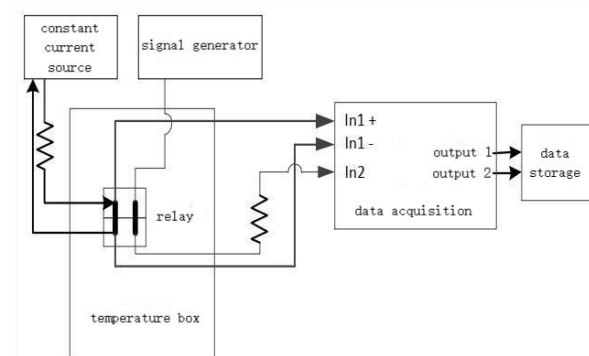 constant
current
source
signal generator
In1 +
In1 -
In2
output 1
output 2
data acquisition
data
storage
relay
temperature box